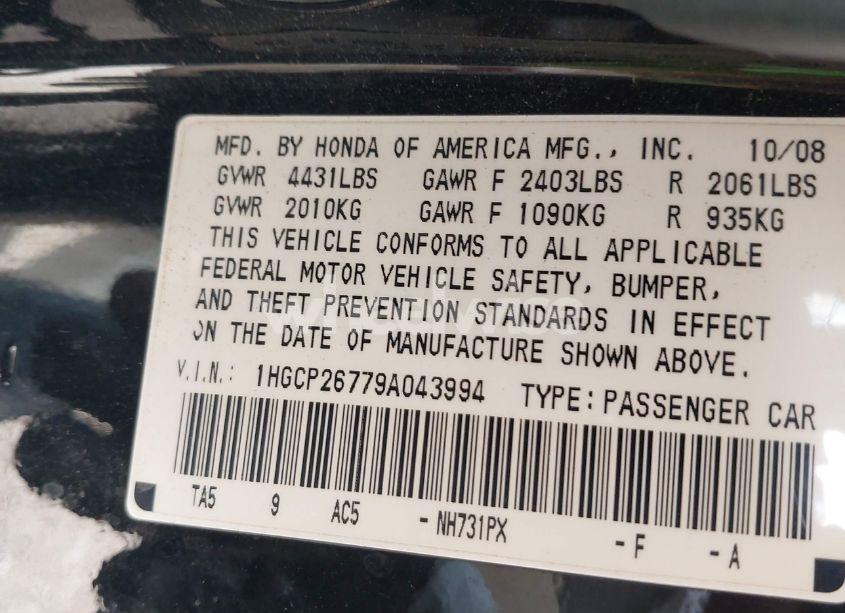 MFD. BY HONDA OF AMERICA MFG., INC. 10/08
GVWR 4431LBS GAWR F 2403LBS R 2061LBS
GVWR 2010KG GAWR F 1090KG R 935KG
THIS VEHICLE CONFORMS TO ALL APPLICABLE
FEDERAL MOTOR VEHICLE SAFETY, BUMPER,
AND THEFT PREVENTION STANDARDS IN EFFECT
ON THE DATE OF MANUFACTURE SHOWN ABOVE.
V.I.N.: 1HGCP26779A043994 TYPE: PASSENGER CAR
TA5 9 AC5 - NH731PX - F - A